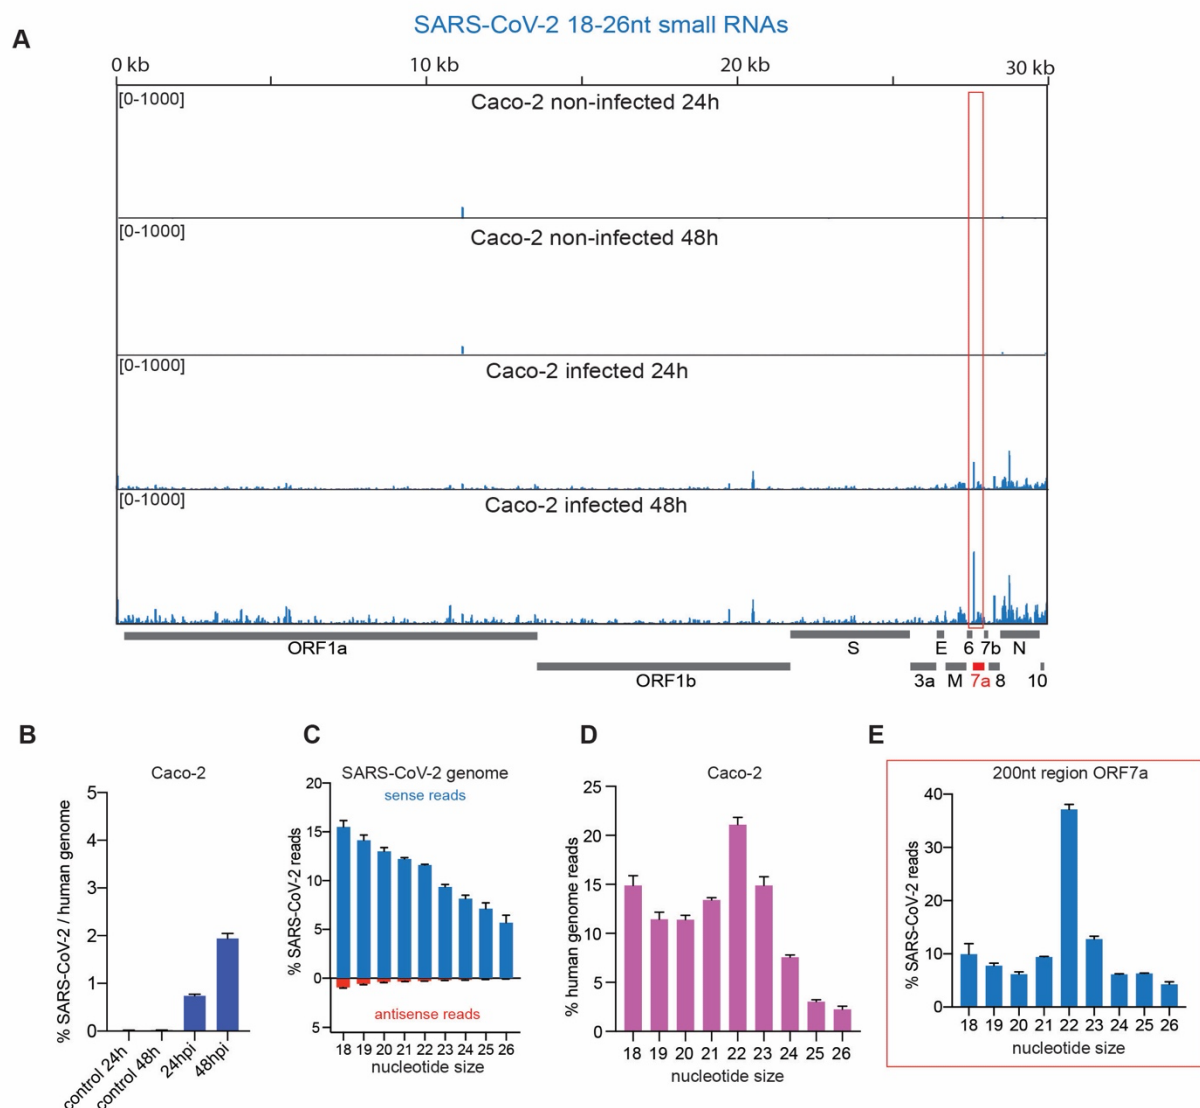 SARS-CoV-2 18-26nt small RNAs
A
0 kb 10 kb 20 kb 30 kb
[0-1000] Caco-2 non-infected 24h
[0-1000] Caco-2 non-infected 48h
[0-1000] Caco-2 infected 24h
[0-1000] Caco-2 infected 48h
ORF1a S E 6 7b N
ORF1b 3a M 7a 8 10
B
Caco-2
% SARS-CoV-2 / human genome
5
4
3
2
1
0
control 24h control 48h 24hpi 48hpi
C
SARS-CoV-2 genome
sense reads
% SARS-CoV-2 reads
20
15
10
5
0
5
antisense reads
18 19 20 21 22 23 24 25 26
nucleotide size
D
Caco-2
% human genome reads
25
20
15
10
5
0
18 19 20 21 22 23 24 25 26
nucleotide size
E
200nt region ORF7a
% SARS-CoV-2 reads
40
30
20
10
0
18 19 20 21 22 23 24 25 26
nucleotide size